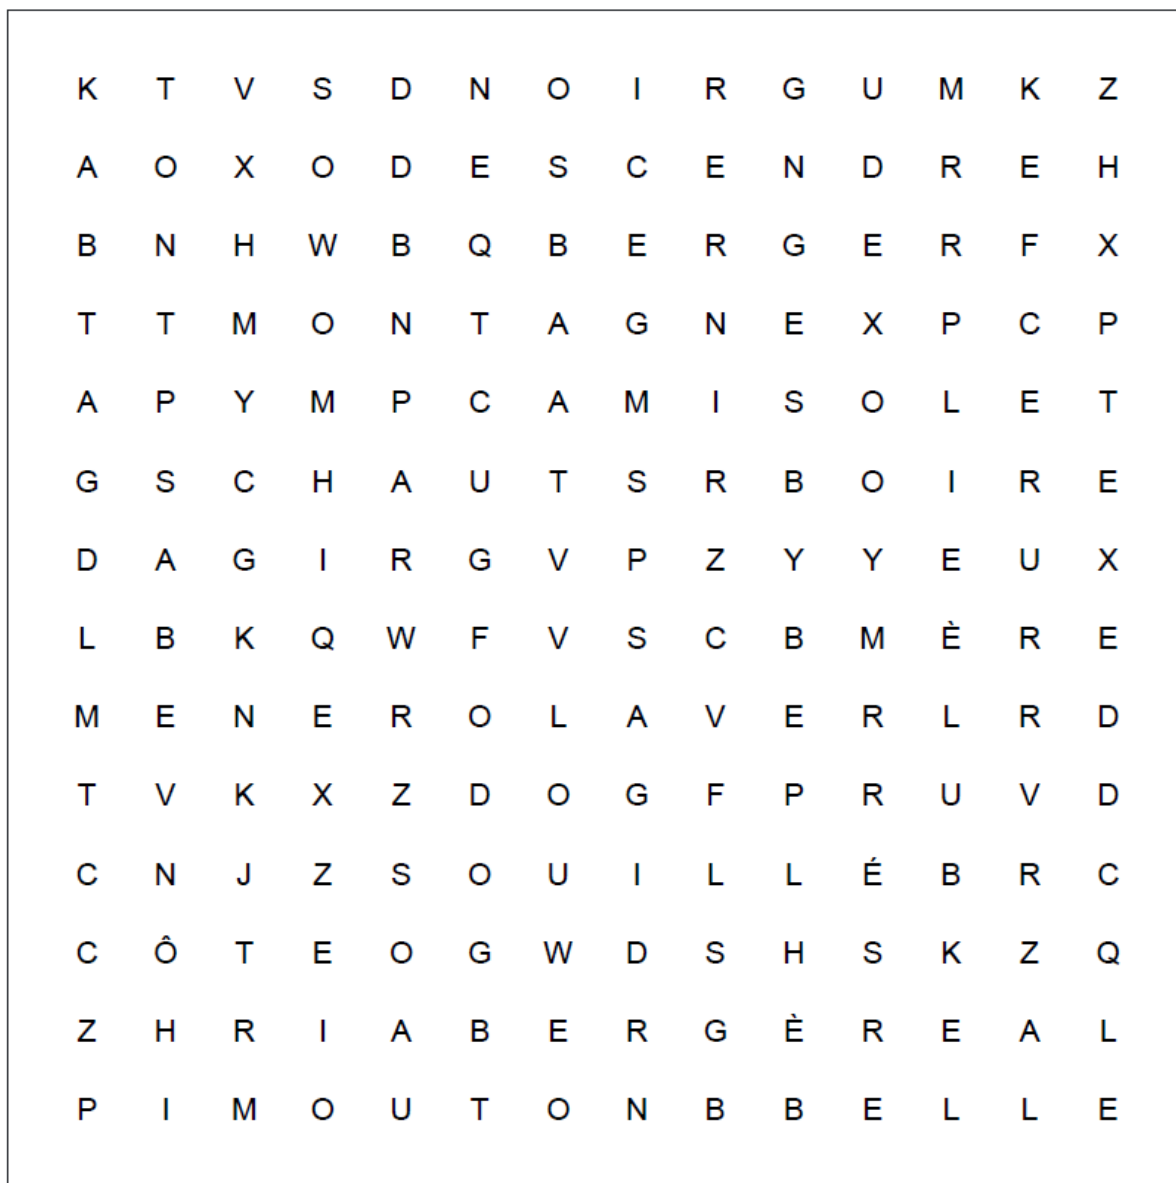 K T V S D N O I R G U M K Z
A O X O D E S C E N D R E H
B N H W B Q B E R G E R F X
T T M O N T A G N E X P C P
A P Y M P C A M I S O L E T
G S C H A U T S R B O I R E
D A G I R G V P Z Y Y E U X
L B K Q W F V S C B M È R E
M E N E R O L A V E R L R D
T V K X Z D O G F P R U V D
C N J Z S O U I L L É B R C
C Ô T E O G W D S H S K Z Q
Z H R I A B E R G È R E A L
P I M O U T O N B B E L L E